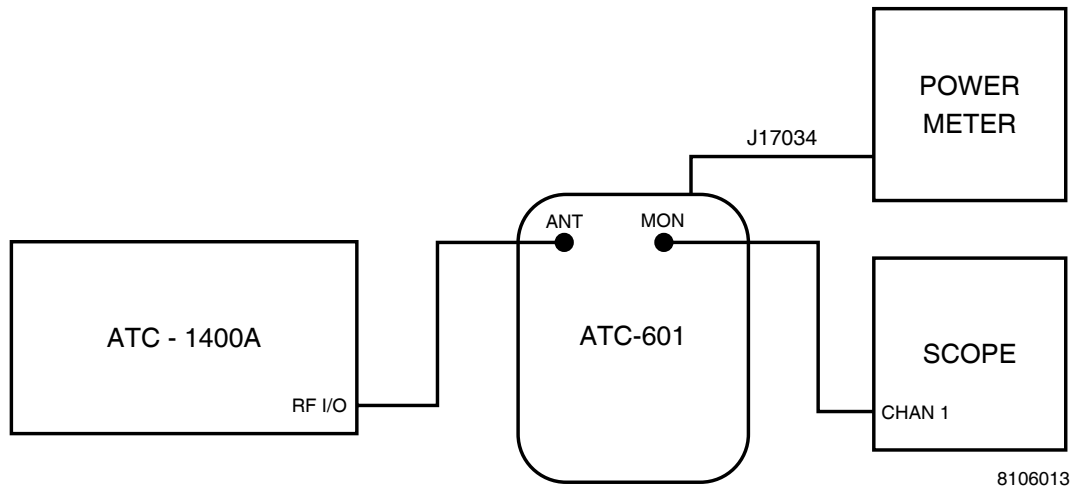 POWER
METER
J17034
ANT
MON
ATC - 1400A
RF I/O
ATC-601
SCOPE
CHAN 1
8106013